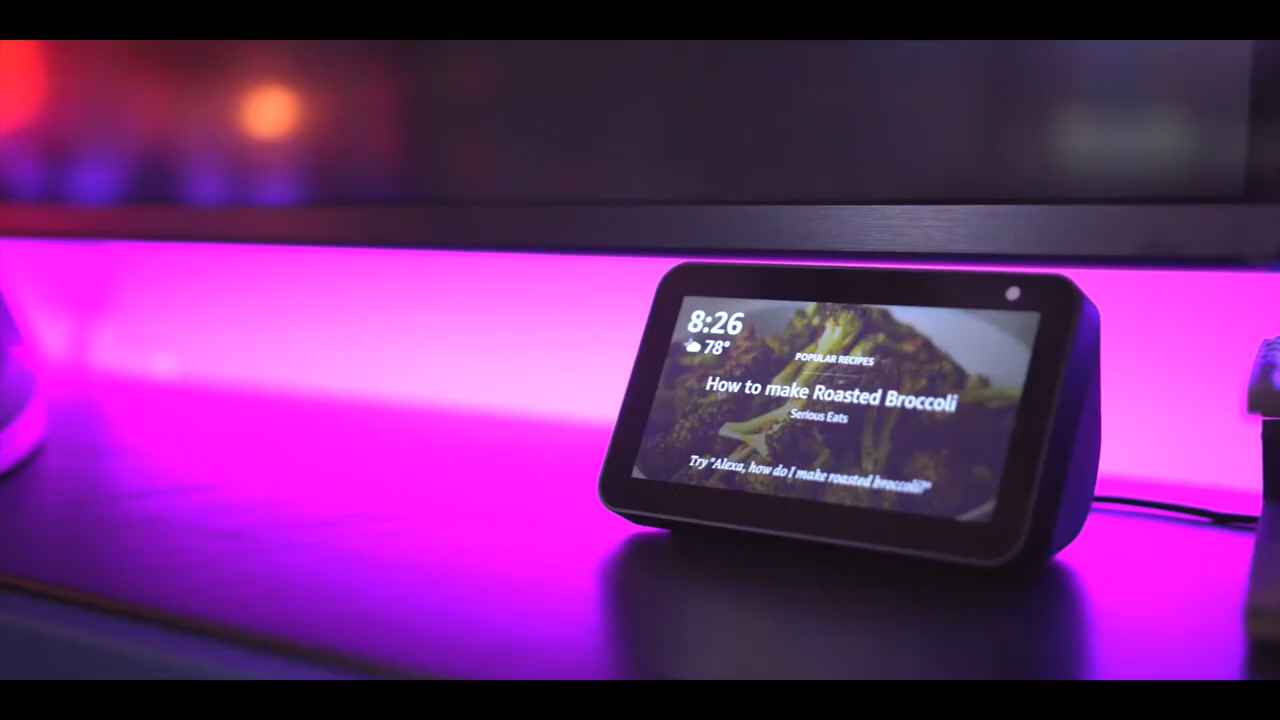 8:26
78°
POPULAR RECIPES
How to make Roasted Broccoli
Serious Eats
Try "Alexa, how do I make roasted broccoli?"